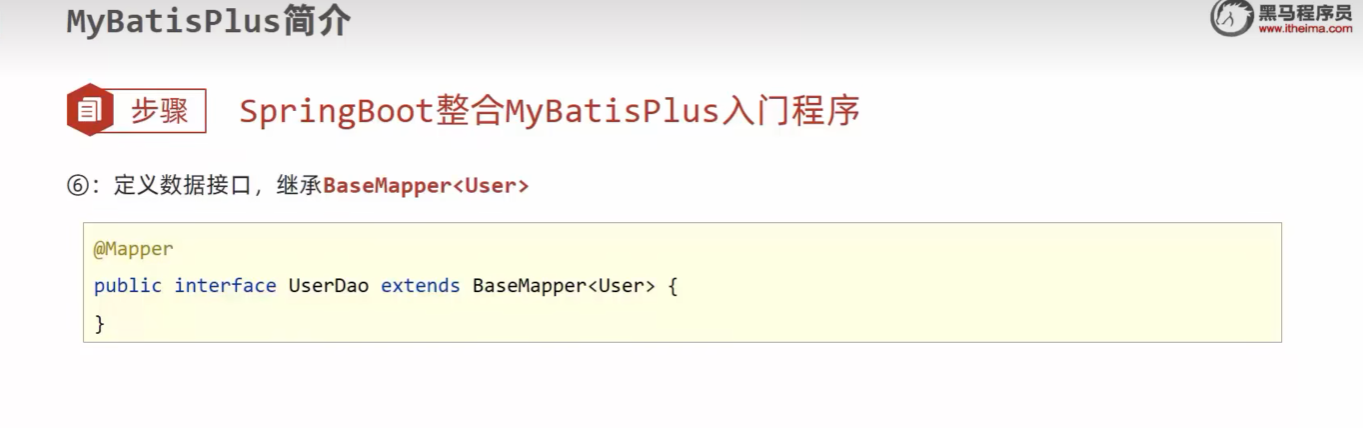 MyBatisPlus简介
黑马程序员
www.itheima.com
步骤
SpringBoot整合MyBatisPlus入门程序
⑥：定义数据接口，继承BaseMapper<User>
@Mapper
public interface UserDao extends BaseMapper<User> {
}